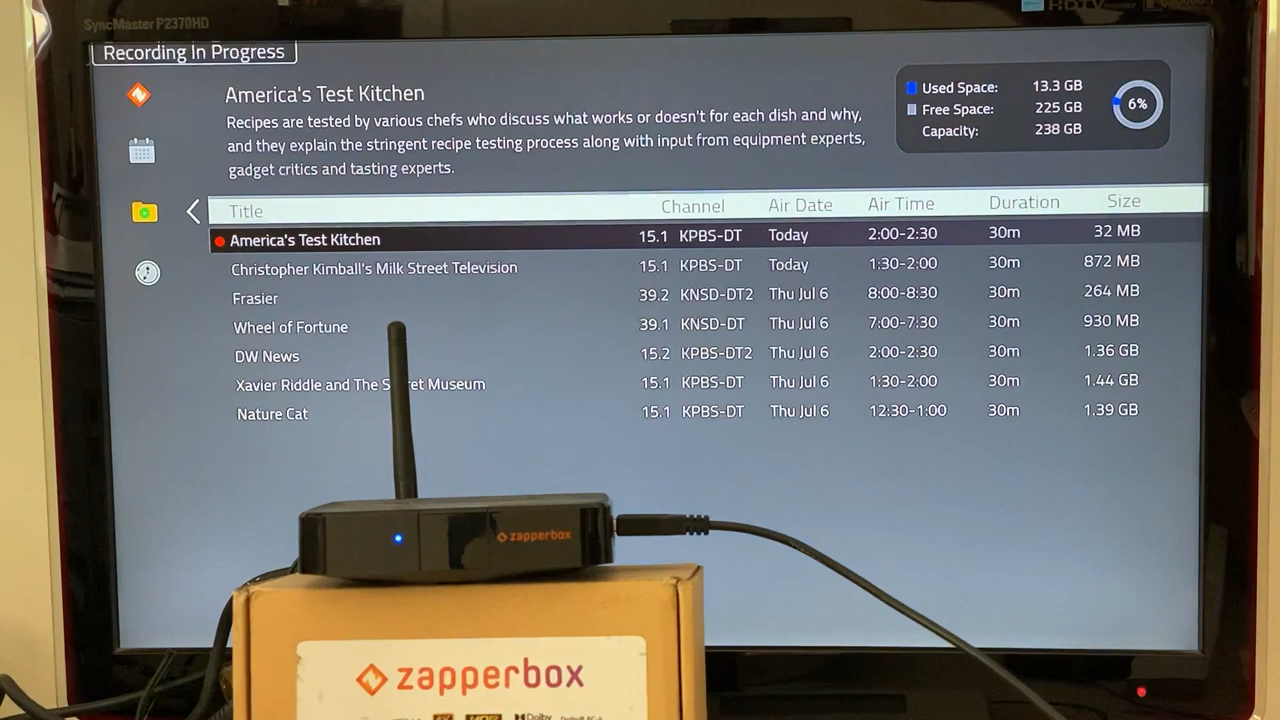 SyncMaster P2370HD
HDTV monitor
Recording In Progress
America's Test Kitchen
Recipes are tested by various chefs who discuss what works or doesn't for each dish and why,
and they explain the stringent recipe testing process along with input from equipment experts,
gadget critics and tasting experts.
Used Space: 13.3 GB
Free Space: 225 GB
Capacity: 238 GB
6%
Title Channel Air Date Air Time Duration Size
America's Test Kitchen 15.1 KPBS-DT Today 2:00-2:30 30m 32 MB
Christopher Kimball's Milk Street Television 15.1 KPBS-DT Today 1:30-2:00 30m 872 MB
Frasier 39.2 KNSD-DT2 Thu Jul 6 8:00-8:30 30m 264 MB
Wheel of Fortune 39.1 KNSD-DT Thu Jul 6 7:00-7:30 30m 930 MB
DW News 15.2 KPBS-DT2 Thu Jul 6 2:00-2:30 30m 1.36 GB
Xavier Riddle and The S ret Museum 15.1 KPBS-DT Thu Jul 6 1:30-2:00 30m 1.44 GB
Nature Cat 15.1 KPBS-DT Thu Jul 6 12:30-1:00 30m 1.39 GB
zapperbox
zapperbox
4K HDR Dolby